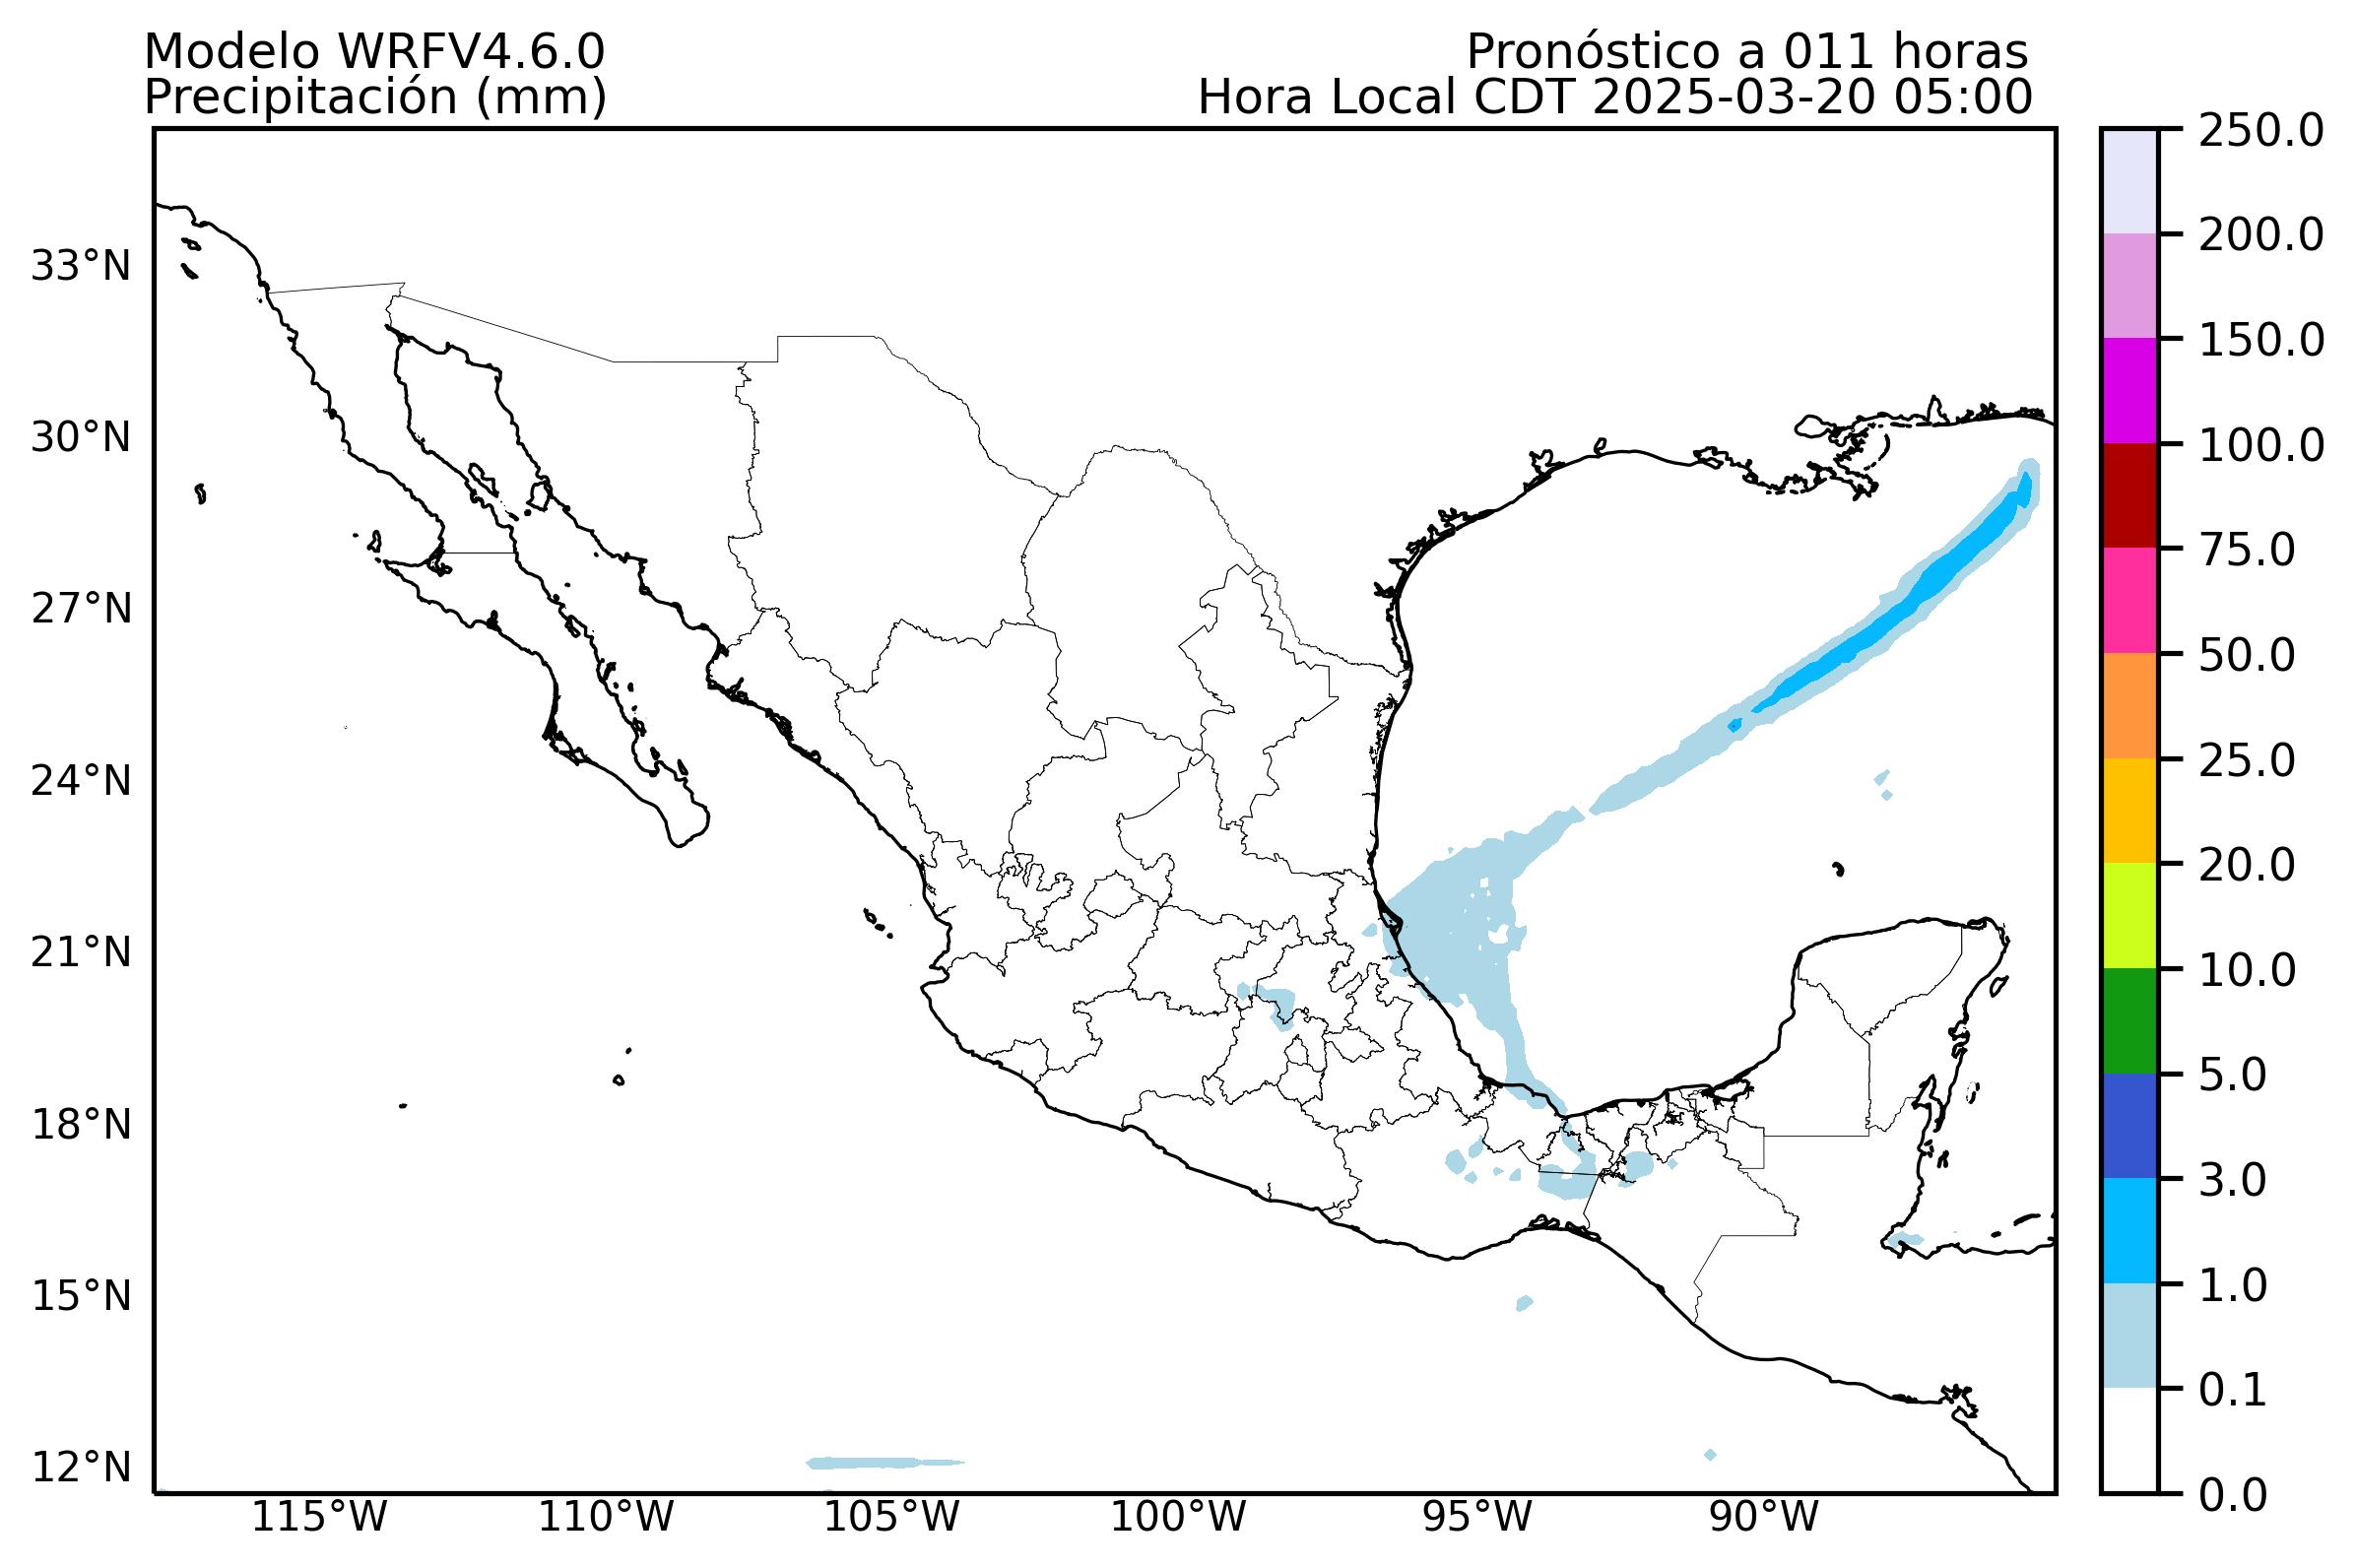 Modelo WRFV4.6.0
Precipitación (mm)
Pronóstico a 011 horas
Hora Local CDT 2025-03-20 05:00
33°N
30°N
27°N
24°N
21°N
18°N
15°N
12°N
115°W
110°W
105°W
100°W
95°W
90°W
250.0
200.0
150.0
100.0
75.0
50.0
25.0
20.0
10.0
5.0
3.0
1.0
0.1
0.0